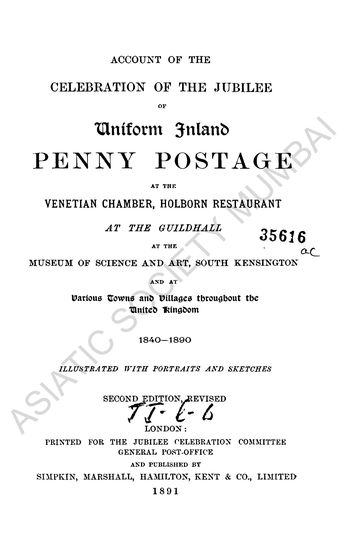 ACCOUNT OF THE
CELEBRATION OF THE JUBILEE
OF
Uniform Inland
PENNY POSTAGE
AT THE
VENETIAN CHAMBER, HOLBORN RESTAURANT
AT THE GUILDHALL
35616
ac
AT THE
MUSEUM OF SCIENCE AND ART, SOUTH KENSINGTON
AND AT
Various Towns and Villages throughout the
United Kingdom
1840-1890
ILLUSTRATED WITH PORTRAITS AND SKETCHES
SECOND EDITION, REVISED
LONDON:
PRINTED FOR THE JUBILEE CELEBRATION COMMITTEE
GENERAL POST-OFFICE
AND PUBLISHED BY
SIMPKIN, MARSHALL, HAMILTON, KENT & CO., LIMITED
1891
ASIATIC SOCIETY MUMBAI